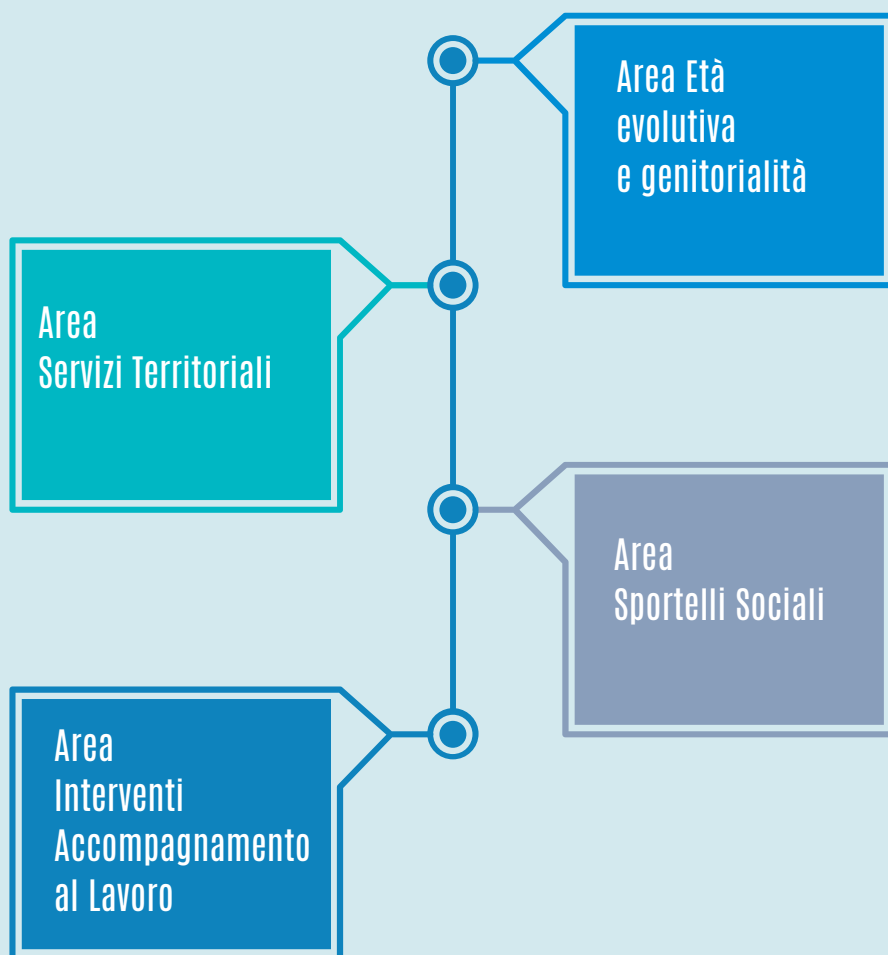 Area Età
evolutiva
e genitorialità
Area
Servizi Territoriali
Area
Sportelli Sociali
Area
Interventi
Accompagnamento
al Lavoro